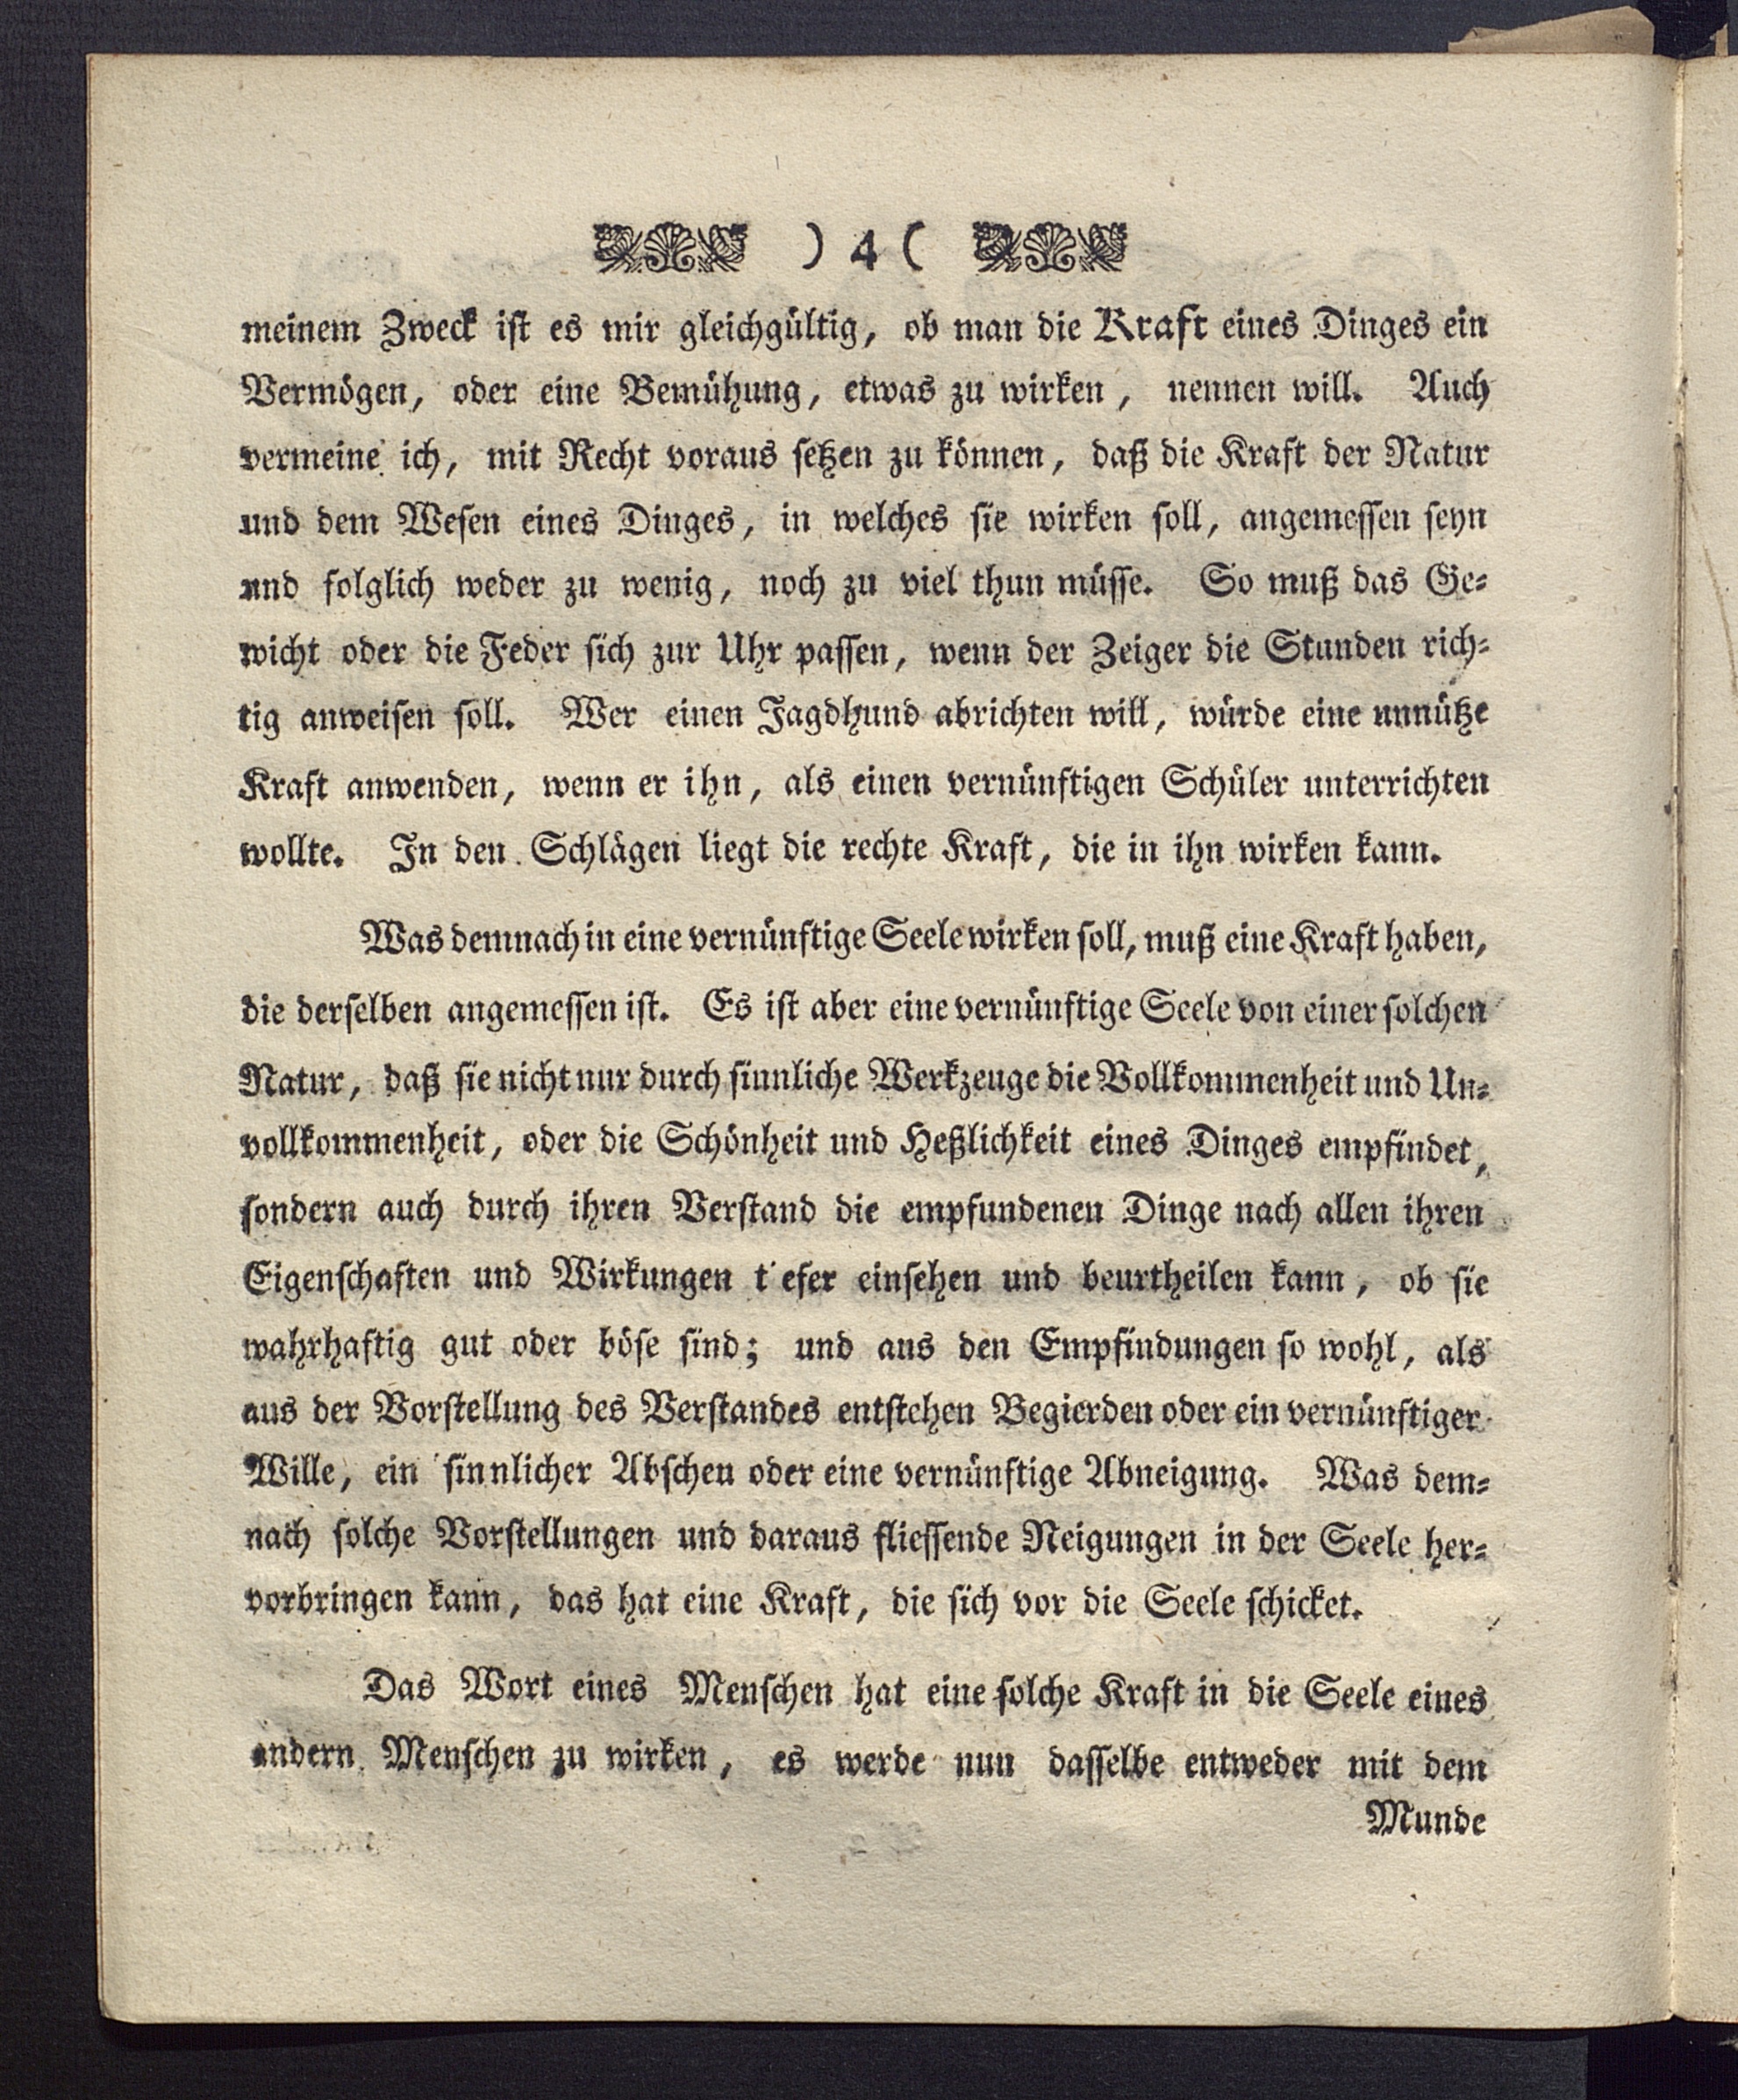 ) 4 (
meinem Zweck ist es mir gleichgültig, ob man die Kraft eines Dinges ein
Vermögen, oder eine Bemühung, etwas zu wirken, nennen will. Auch
vermeine ich, mit Recht voraus setzen zu können, daß die Kraft der Natur
und dem Wesen eines Dinges, in welches sie wirken soll, angemessen seyn
und folglich weder zu wenig, noch zu viel thun müsse. So muß das Ge-
wicht oder die Feder sich zur Uhr passen, wenn der Zeiger die Stunden rich-
tig anweisen soll. Wer einen Jagdhund abrichten will, würde eine unnütze
Kraft anwenden, wenn er ihn, als einen vernünftigen Schüler unterrichten
wollte. In den Schlägen liegt die rechte Kraft, die in ihn wirken kann.
Was demnach in eine vernünftige Seele wirken soll, muß eine Kraft haben,
die derselben angemessen ist. Es ist aber eine vernünftige Seele von einer solchen
Natur, daß sie nicht nur durch sinnliche Werkzeuge die Vollkommenheit und Un-
vollkommenheit, oder die Schönheit und Heßlichkeit eines Dinges empfindet,
sondern auch durch ihren Verstand die empfundenen Dinge nach allen ihren
Eigenschaften und Wirkungen tiefer einsehen und beurtheilen kann, ob sie
wahrhaftig gut oder böse sind; und aus den Empfindungen so wohl, als
aus der Vorstellung des Verstandes entstehen Begierden oder ein vernünftiger
Wille, ein sinnlicher Abscheu oder eine vernünftige Abneigung. Was dem-
nach solche Vorstellungen und daraus fliessende Neigungen in der Seele her-
vorbringen kann, das hat eine Kraft, die sich vor die Seele schicket.
Das Wort eines Menschen hat eine solche Kraft in die Seele eines
andern Menschen zu wirken, es werde nun dasselbe entweder mit dem
Munde